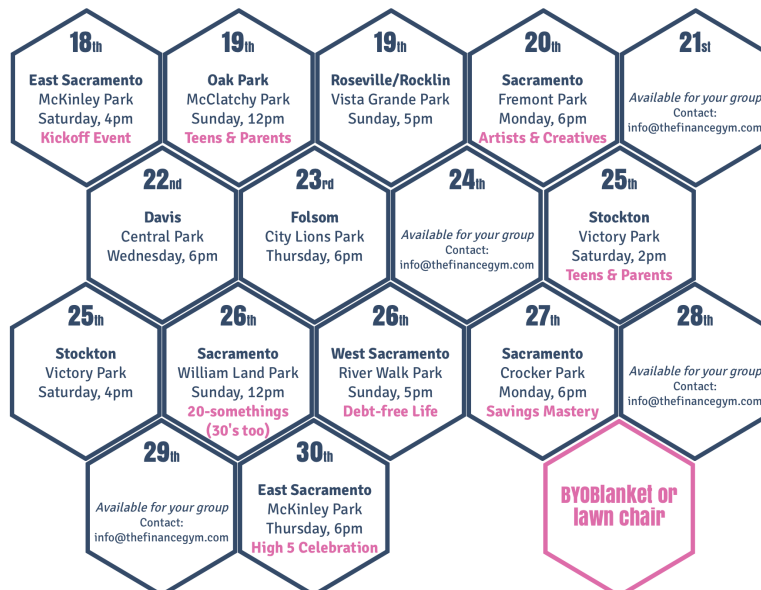 18th
East Sacramento
McKinley Park
Saturday, 4pm
Kickoff Event
19th
Oak Park
McClatchy Park
Sunday, 12pm
Teens & Parents
19th
Roseville/Rocklin
Vista Grande Park
Sunday, 5pm
20th
Sacramento
Fremont Park
Monday, 6pm
Artists & Creatives
21st
Available for your group
Contact:
info@thefinancegym.com
22nd
Davis
Central Park
Wednesday, 6pm
23rd
Folsom
City Lions Park
Thursday, 6pm
24th
Available for your group
Contact:
info@thefinancegym.com
25th
Stockton
Victory Park
Saturday, 2pm
Teens & Parents
25th
Stockton
Victory Park
Saturday, 4pm
26th
Sacramento
William Land Park
Sunday, 12pm
20-somethings
(30's too)
26th
West Sacramento
River Walk Park
Sunday, 5pm
Debt-free Life
27th
Sacramento
Crocker Park
Monday, 6pm
Savings Mastery
28th
Available for your group
Contact:
info@thefinancegym.com
29th
Available for your group
Contact:
info@thefinancegym.com
30th
East Sacramento
McKinley Park
Thursday, 6pm
High 5 Celebration
BYOBlanket or
lawn chair